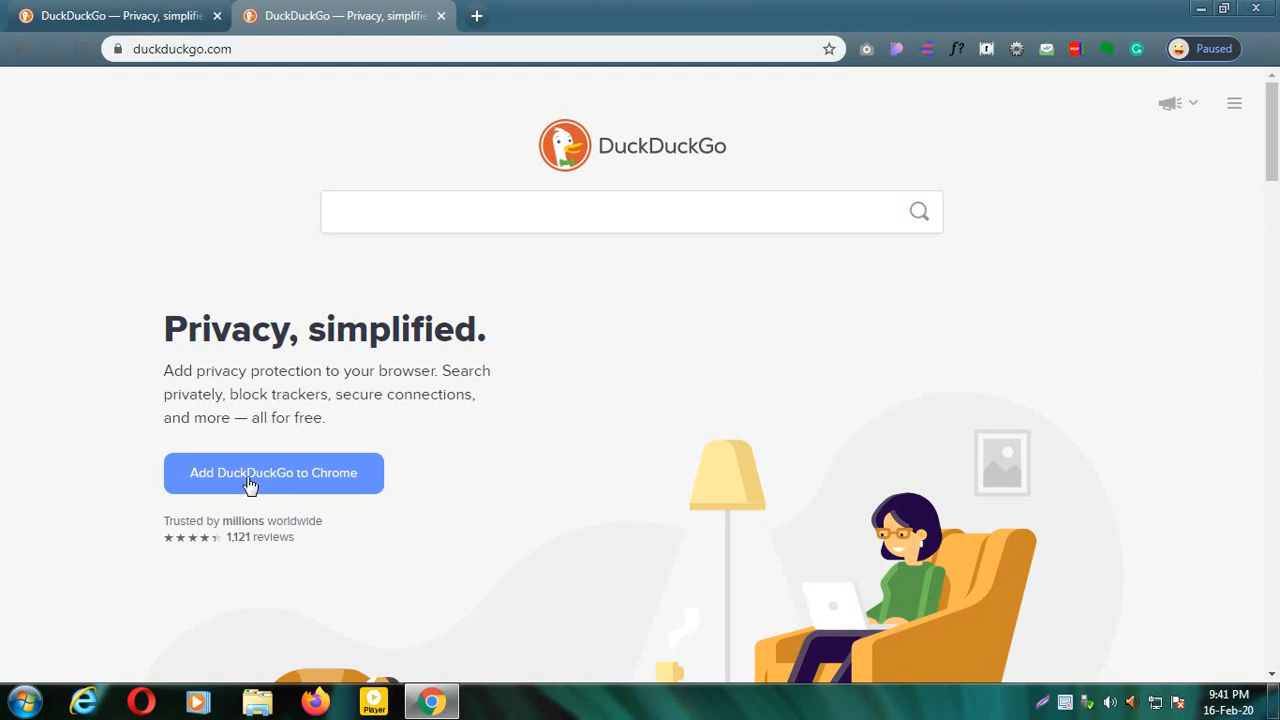 DuckDuckGo — Privacy, simplifie
DuckDuckGo — Privacy, simplifie
duckduckgo.com
f?
PDF
Paused
DuckDuckGo
Privacy, simplified.
Add privacy protection to your browser. Search
privately, block trackers, secure connections,
and more — all for free.
Add DuckDuckGo to Chrome
Trusted by millions worldwide
1,121 reviews
Player
9:41 PM
16-Feb-20